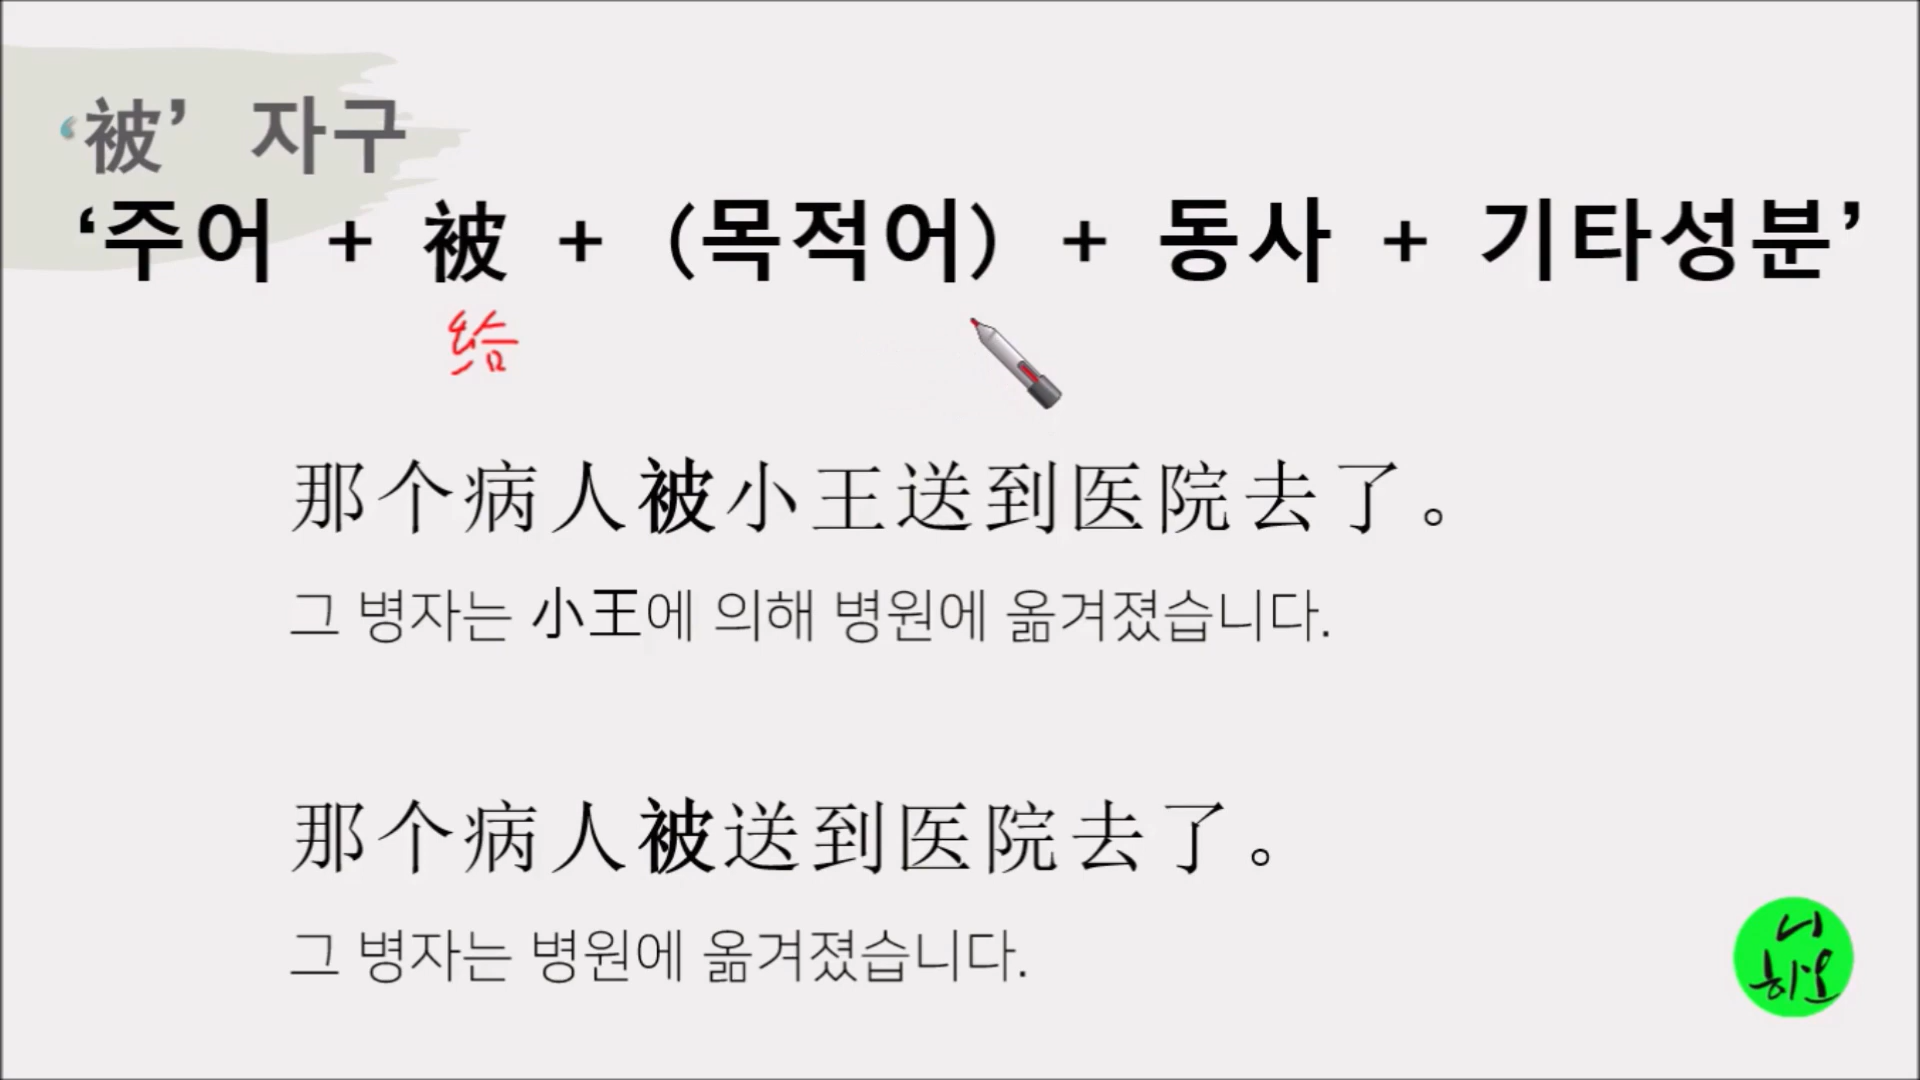 ‘被’ 자구
‘주어 + 被 + (목적어) + 동사 + 기타성분’
给
那个病人被小王送到医院去了。
그 병자는 小王에 의해 병원에 옮겨졌습니다.
那个病人被送到医院去了。
그 병자는 병원에 옮겨졌습니다.
니
하오